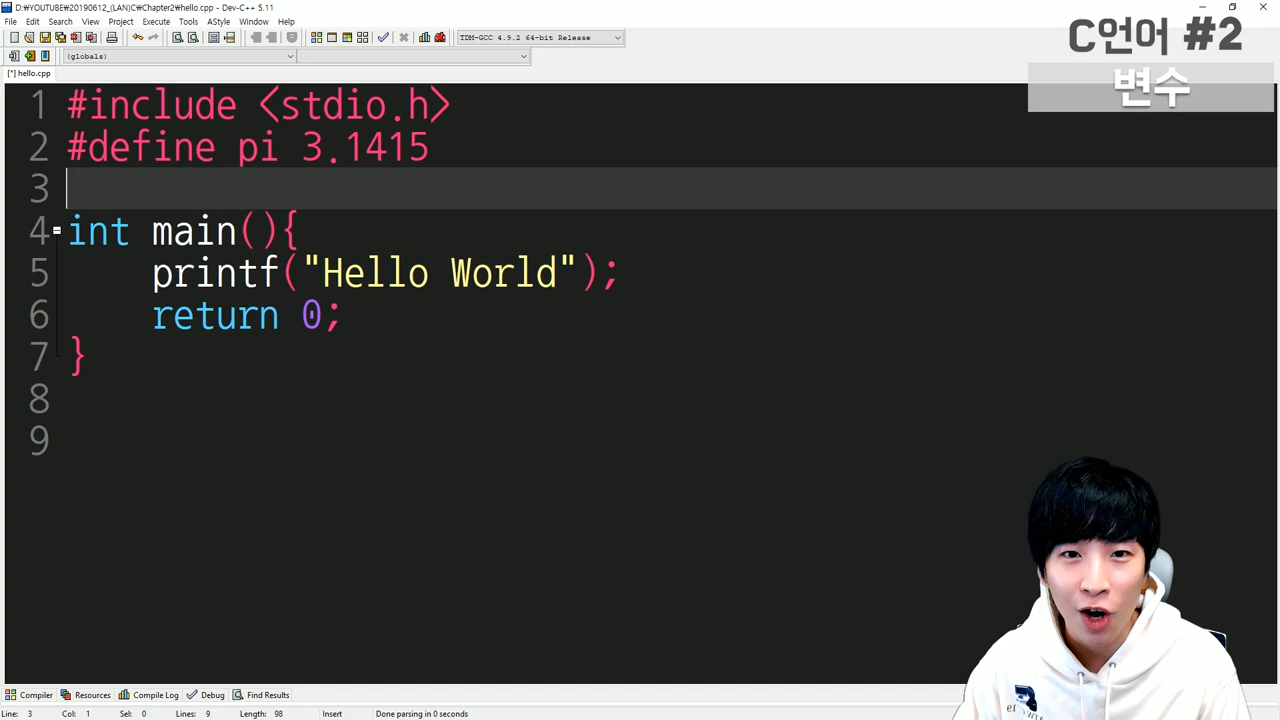 D:₩YOUTUBE₩20190612_(LAN)C₩Chapter2₩hello.cpp - Dev-C++ 5.11
File Edit Search View Project Execute Tools AStyle Window Help
TDM-GCC 4.9.2 64-bit Release
(globals)
[*] hello.cpp
C언어 #2
변수
1 #include <stdio.h>
2 #define pi 3.1415
3
4 int main(){
5 printf("Hello World");
6 return 0;
7 }
8
9
Compiler Resources Compile Log Debug Find Results
Line: 3 Col: 1 Sel: 0 Lines: 9 Length: 98 Insert Done parsing in 0 seconds